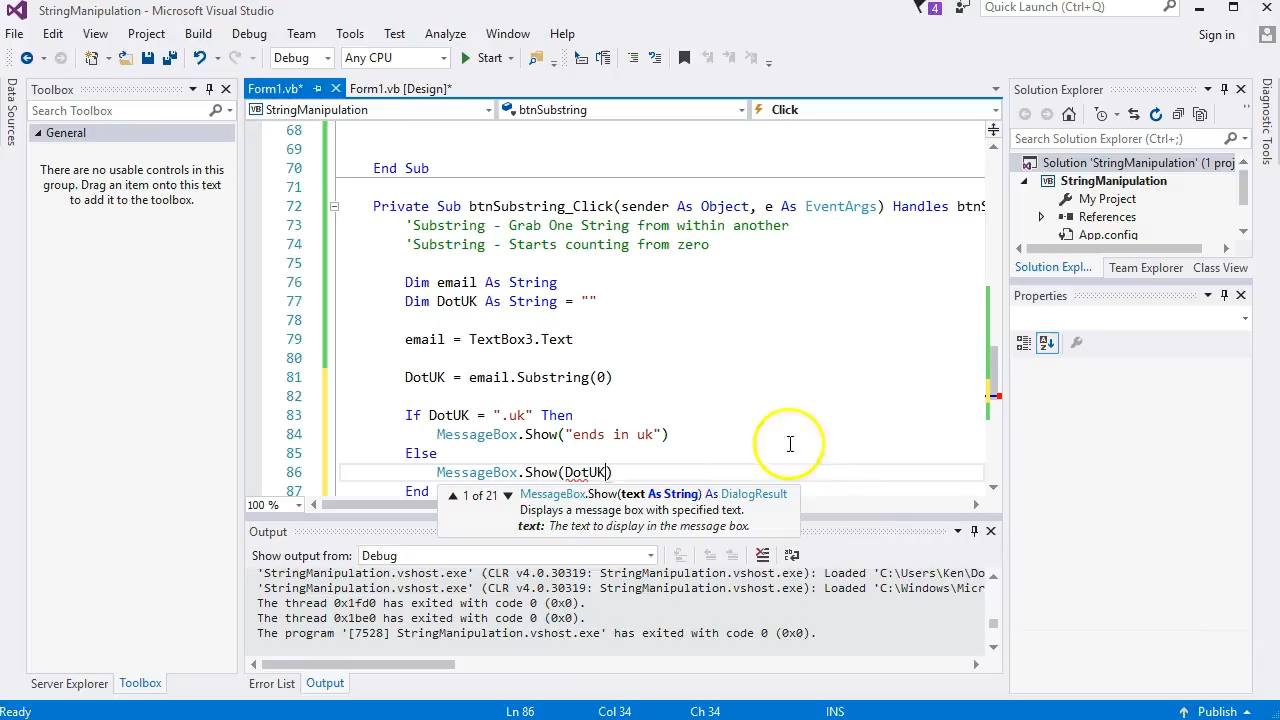 StringManipulation - Microsoft Visual Studio
4
Quick Launch (Ctrl+Q)
File Edit View Project Build Debug Team Tools Test Analyze Window Help
Sign in
Debug Any CPU Start
Data Sources
Toolbox
Search Toolbox
General
There are no usable controls in this
group. Drag an item onto this text
to add it to the toolbox.
Server Explorer Toolbox
Form1.vb* Form1.vb [Design]*
StringManipulation btnSubstring Click
68
69
70 End Sub
71
72 Private Sub btnSubstring_Click(sender As Object, e As EventArgs) Handles btnS
73 'Substring - Grab One String from within another
74 'Substring - Starts counting from zero
75
76 Dim email As String
77 Dim DotUK As String = ""
78
79 email = TextBox3.Text
80
81 DotUK = email.Substring(0)
82
83 If DotUK = ".uk" Then
84 MessageBox.Show("ends in uk")
85 Else
86 MessageBox.Show(DotUK)
87 End
1 of 21 MessageBox.Show(text As String) As DialogResult
Displays a message box with specified text.
text: The text to display in the message box.
100 %
Output
Show output from: Debug
'StringManipulation.vshost.exe' (CLR v4.0.30319: StringManipulation.vshost.exe): Loaded 'C:\Users\Ken\Do
'StringManipulation.vshost.exe' (CLR v4.0.30319: StringManipulation.vshost.exe): Loaded 'C:\Windows\Micr
The thread 0x1fd0 has exited with code 0 (0x0).
The thread 0x1be0 has exited with code 0 (0x0).
The program '[7528] StringManipulation.vshost.exe' has exited with code 0 (0x0).
Error List Output
Solution Explorer
Search Solution Explorer (Ctrl+;)
Solution 'StringManipulation' (1 proj
StringManipulation
My Project
References
App.config
Solution Expl... Team Explorer Class View
Properties
Diagnostic Tools
Ready Ln 86 Col 34 Ch 34 INS Publish